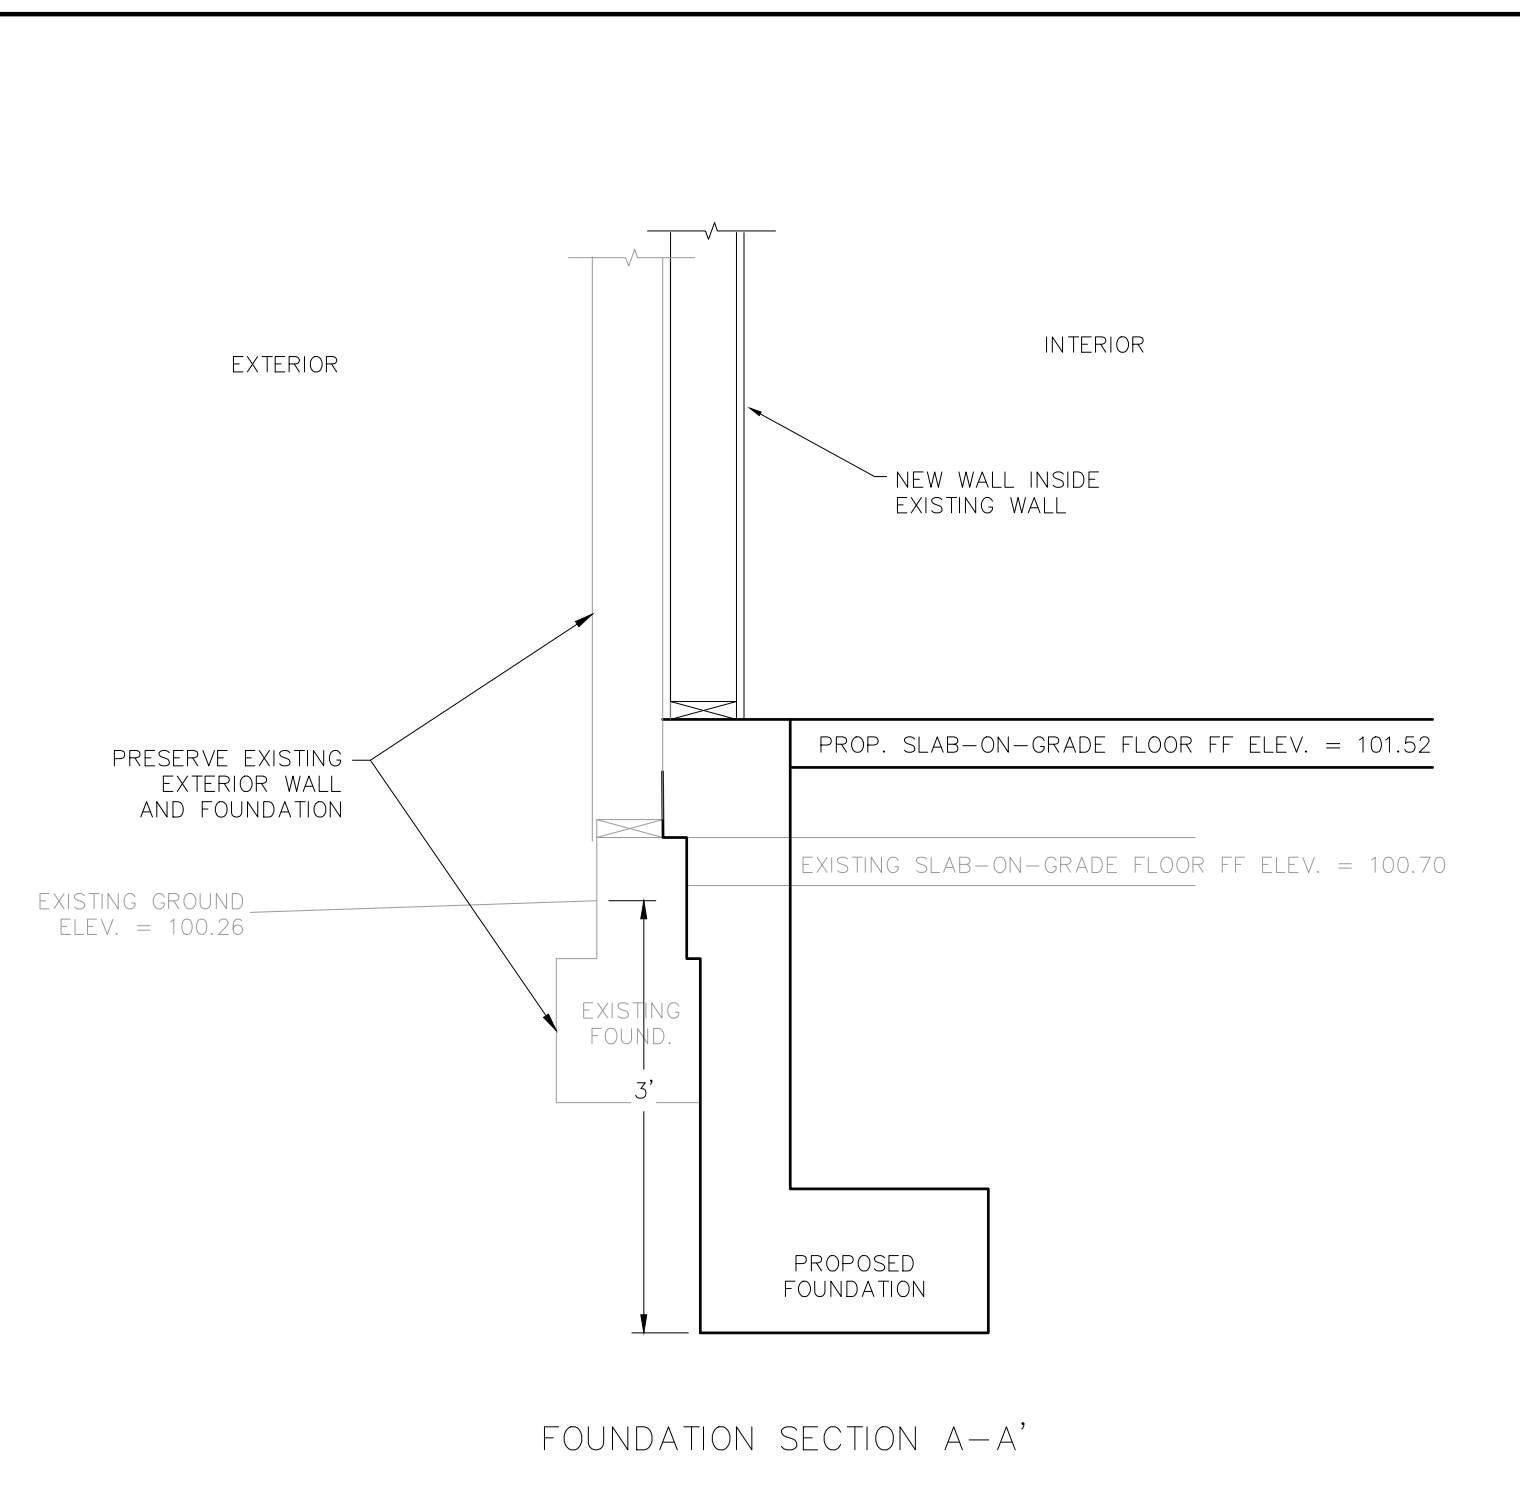 EXTERIOR
INTERIOR
NEW WALL INSIDE
EXISTING WALL
PROP. SLAB-ON-GRADE FLOOR FF ELEV. = 101.52
PRESERVE EXISTING
EXTERIOR WALL
AND FOUNDATION
EXISTING SLAB-ON-GRADE FLOOR FF ELEV. = 100.70
EXISTING GROUND
ELEV. = 100.26
EXISTING
FOUND.
3'
PROPOSED
FOUNDATION
FOUNDATION SECTION A-A'